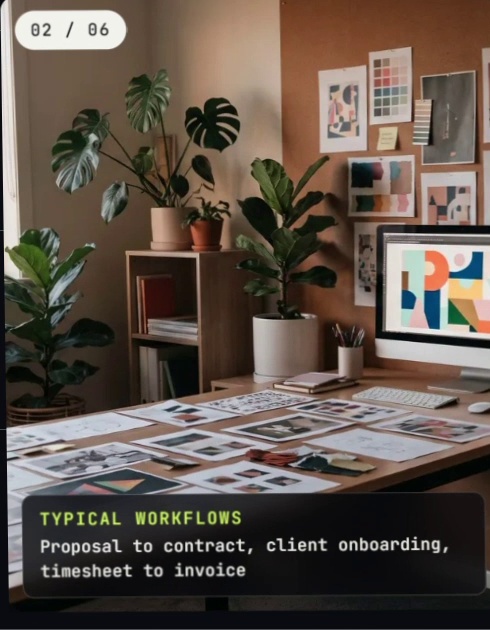 02 / 06
TYPICAL WORKFLOWS
Proposal to contract, client onboarding,
timesheet to invoice